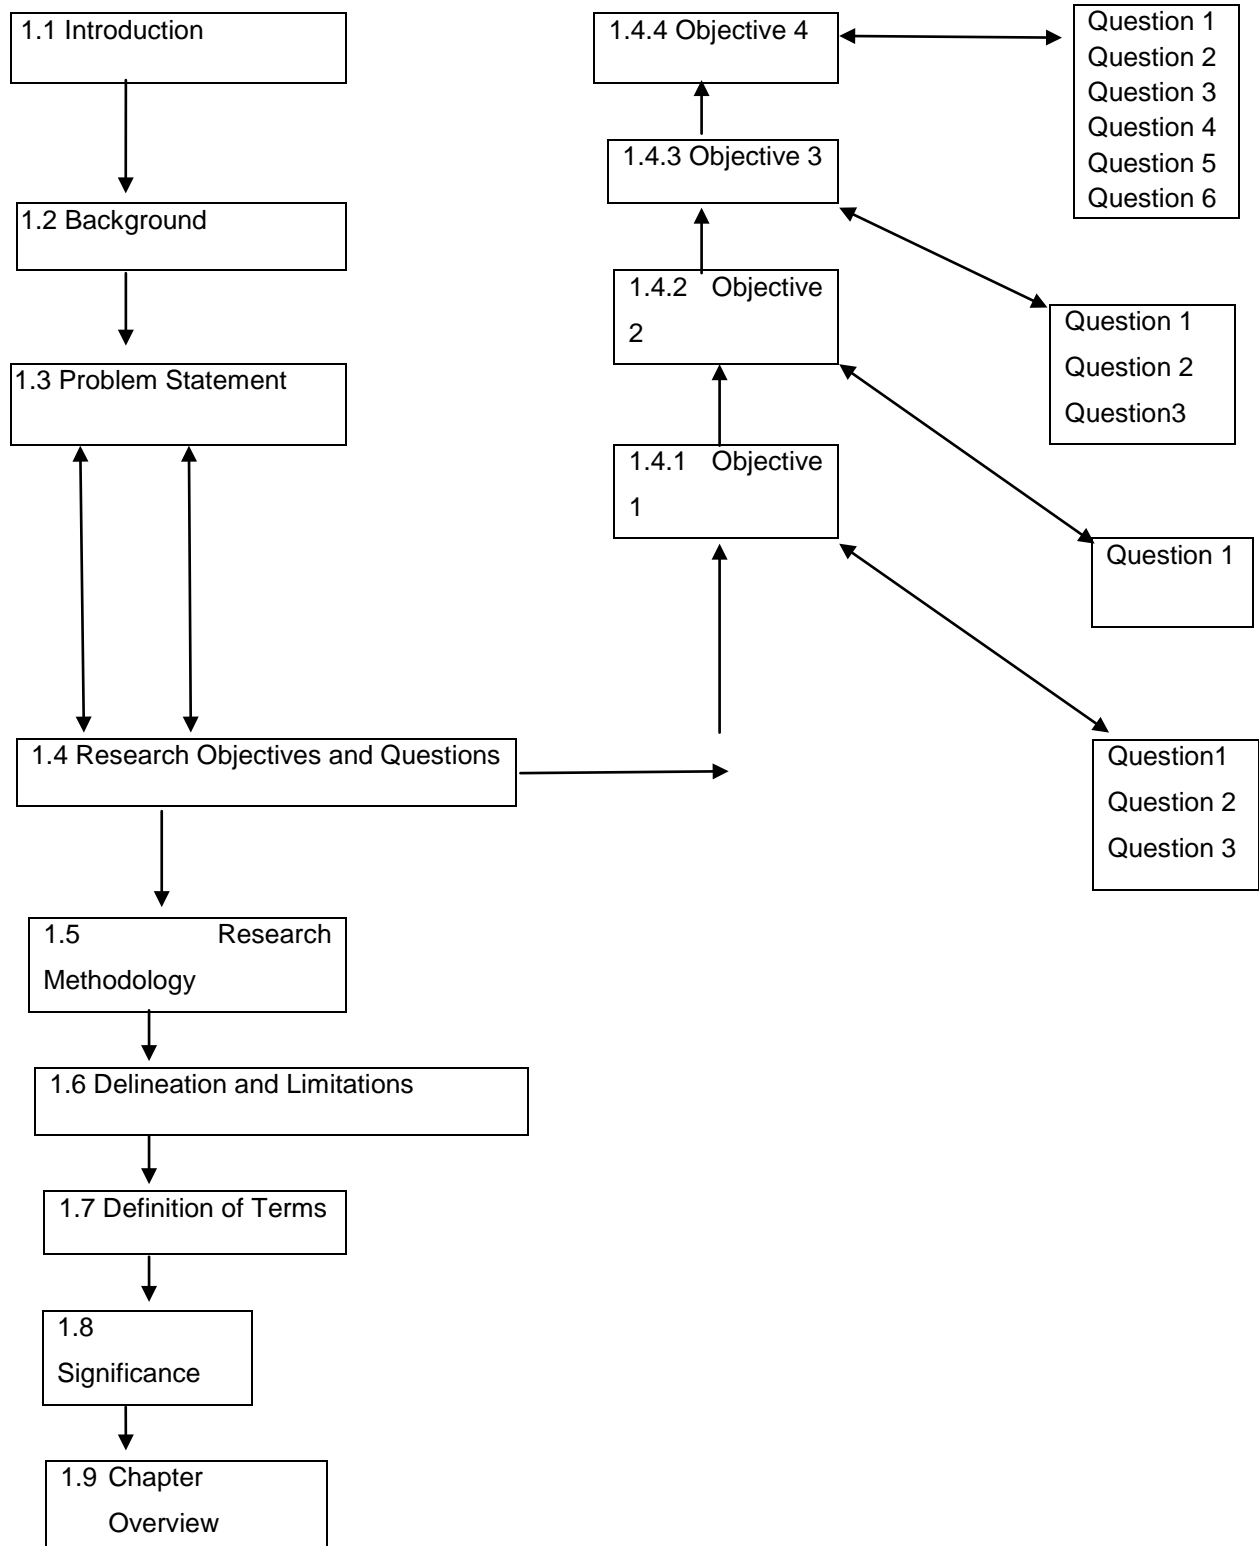 1.1 Introduction
1.2 Background
1.3 Problem Statement
1.4 Research Objectives and Questions
1.5 Research
Methodology
1.6 Delineation and Limitations
1.7 Definition of Terms
1.8
Significance
1.9 Chapter
Overview
1.4.4 Objective 4
1.4.3 Objective 3
1.4.2 Objective
2
1.4.1 Objective
1
Question 1
Question 2
Question 3
Question 4
Question 5
Question 6
Question 1
Question 2
Question3
Question 1
Question1
Question 2
Question 3